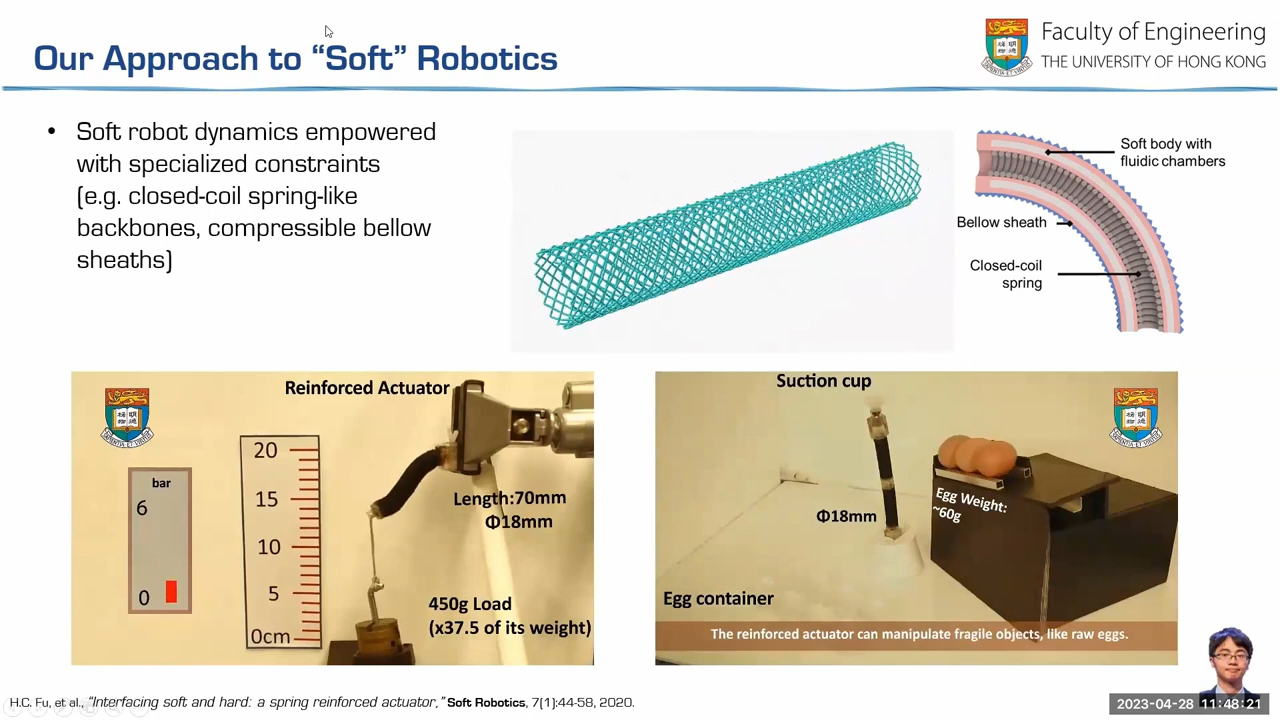 Our Approach to “Soft” Robotics
Faculty of Engineering
THE UNIVERSITY OF HONG KONG
• Soft robot dynamics empowered
with specialized constraints
(e.g. closed-coil spring-like
backbones, compressible bellow
sheaths)
Soft body with
fluidic chambers
Bellow sheath
Closed-coil
spring
Reinforced Actuator
bar
6
0
20
15
10
5
0cm
Length:70mm
Φ18mm
450g Load
(x37.5 of its weight)
Suction cup
Φ18mm
Egg Weight:
~60g
Egg container
The reinforced actuator can manipulate fragile objects, like raw eggs.
H.C. Fu, et al., “Interfacing soft and hard: a spring reinforced actuator,” Soft Robotics, 7(1):44-58, 2020.
2023-04-28 11:48:21